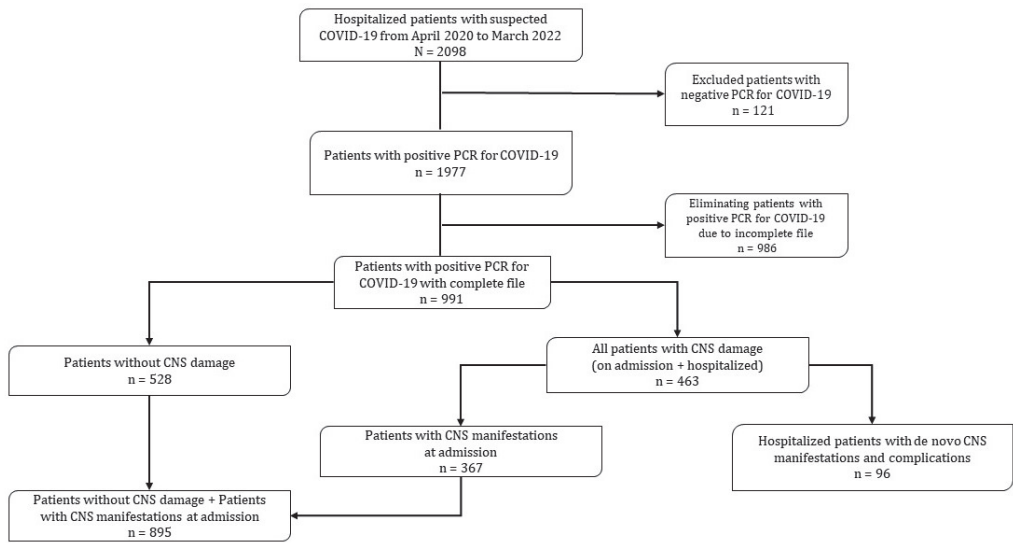 Hospitalized patients with suspected
COVID-19 from April 2020 to March 2022
N = 2098
Excluded patients with
negative PCR for COVID-19
n = 121
Patients with positive PCR for COVID-19
n = 1977
Eliminating patients with
positive PCR for COVID-19
due to incomplete file
n = 986
Patients with positive PCR for
COVID-19 with complete file
n = 991
Patients without CNS damage
n = 528
All patients with CNS damage
(on admission + hospitalized)
n = 463
Patients with CNS manifestations
at admission
n = 367
Hospitalized patients with de novo CNS
manifestations and complications
n = 96
Patients without CNS damage + Patients
with CNS manifestations at admission
n = 895